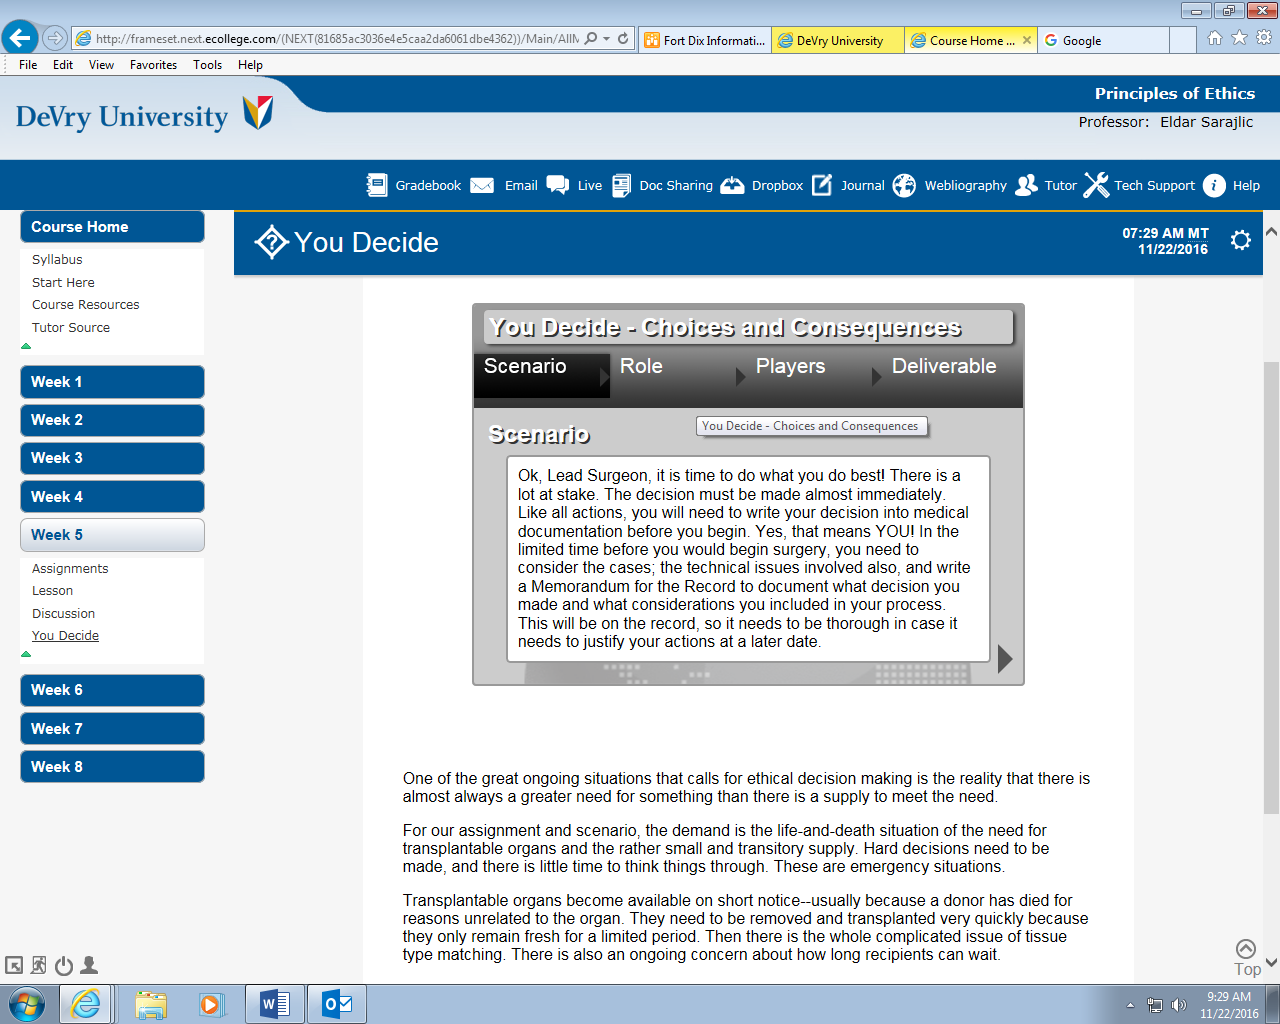 http://frameset.next.ecollege.com/(NEXT(81685ac3036e4e5caa2da6061dbe4362))/Main/AllM
Fort Dix Informati...
DeVry University
Course Home ...
Google
File Edit View Favorites Tools Help
DeVry University
Principles of Ethics
Professor: Eldar Sarajlic
Gradebook Email Live Doc Sharing Dropbox Journal Webliography Tutor Tech Support Help
Course Home
Syllabus
Start Here
Course Resources
Tutor Source
Week 1
Week 2
Week 3
Week 4
Week 5
Assignments
Lesson
Discussion
You Decide
Week 6
Week 7
Week 8
You Decide
07:29 AM MT
11/22/2016
You Decide - Choices and Consequences
Scenario Role Players Deliverable
You Decide - Choices and Consequences
Scenario
Ok, Lead Surgeon, it is time to do what you do best! There is a
lot at stake. The decision must be made almost immediately.
Like all actions, you will need to write your decision into medical
documentation before you begin. Yes, that means YOU! In the
limited time before you would begin surgery, you need to
consider the cases; the technical issues involved also, and write
a Memorandum for the Record to document what decision you
made and what considerations you included in your process.
This will be on the record, so it needs to be thorough in case it
needs to justify your actions at a later date.
One of the great ongoing situations that calls for ethical decision making is the reality that there is
almost always a greater need for something than there is a supply to meet the need.
For our assignment and scenario, the demand is the life-and-death situation of the need for
transplantable organs and the rather small and transitory supply. Hard decisions need to be
made, and there is little time to think things through. These are emergency situations.
Transplantable organs become available on short notice--usually because a donor has died for
reasons unrelated to the organ. They need to be removed and transplanted very quickly because
they only remain fresh for a limited period. Then there is the whole complicated issue of tissue
type matching. There is also an ongoing concern about how long recipients can wait.
Top
9:29 AM
11/22/2016